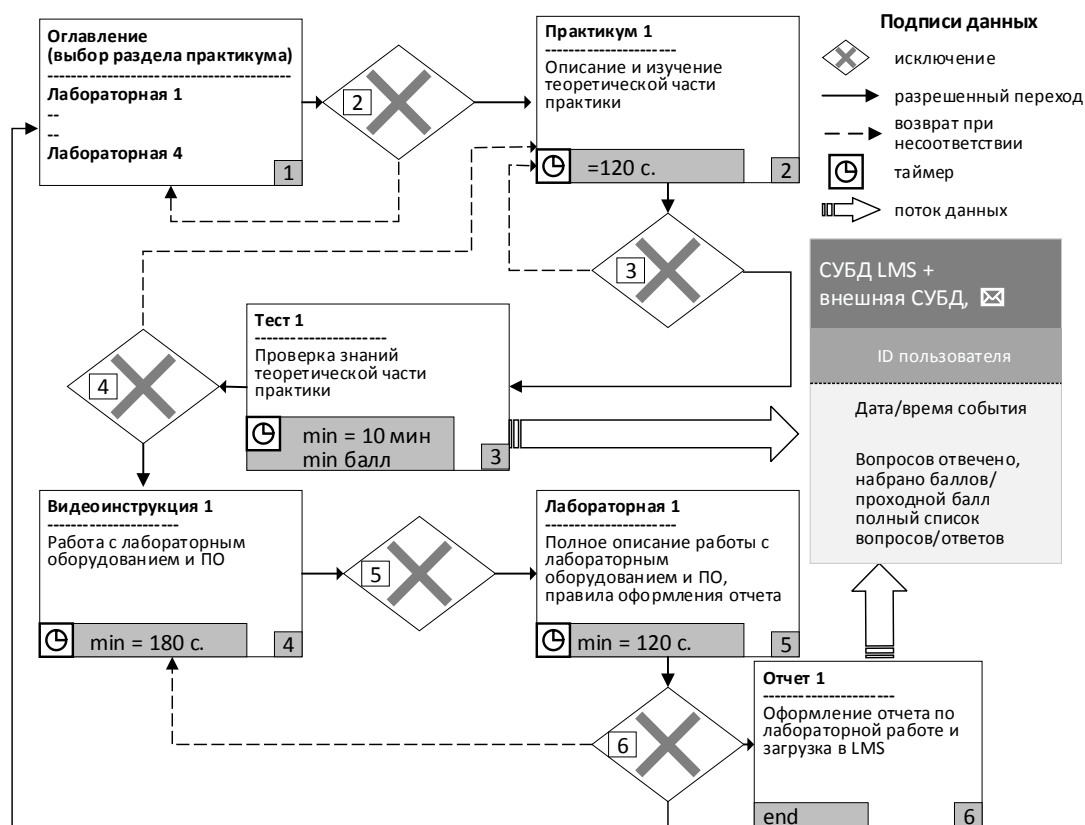 Оглавление
(выбор раздела практикума)
----------------------------------------
Лабораторная 1
--
--
Лабораторная 4
1
2
Практикум 1
----------------------
Описание и изучение
теоретической части
практики
=120 с.
2
Подписи данных
исключение
разрешенный переход
возврат при
несоответствии
таймер
поток данных
3
СУБД LMS +
внешняя СУБД,
ID пользователя
Дата/время события
Вопросов отвечено,
набрано баллов/
проходной балл
полный список
вопросов/ответов
4
Тест 1
----------------------
Проверка знаний
теоретической части
практики
min = 10 мин
min балл
3
Видеоинструкция 1
----------------------
Работа с лабораторным
оборудованием и ПО
min = 180 с.
4
5
Лабораторная 1
----------------------
Полное описание работы с
лабораторным
оборудованием и ПО,
правила оформления отчета
min = 120 с.
5
6
Отчет 1
----------------------
Оформление отчета по
лабораторной работе и
загрузка в LMS
end
6